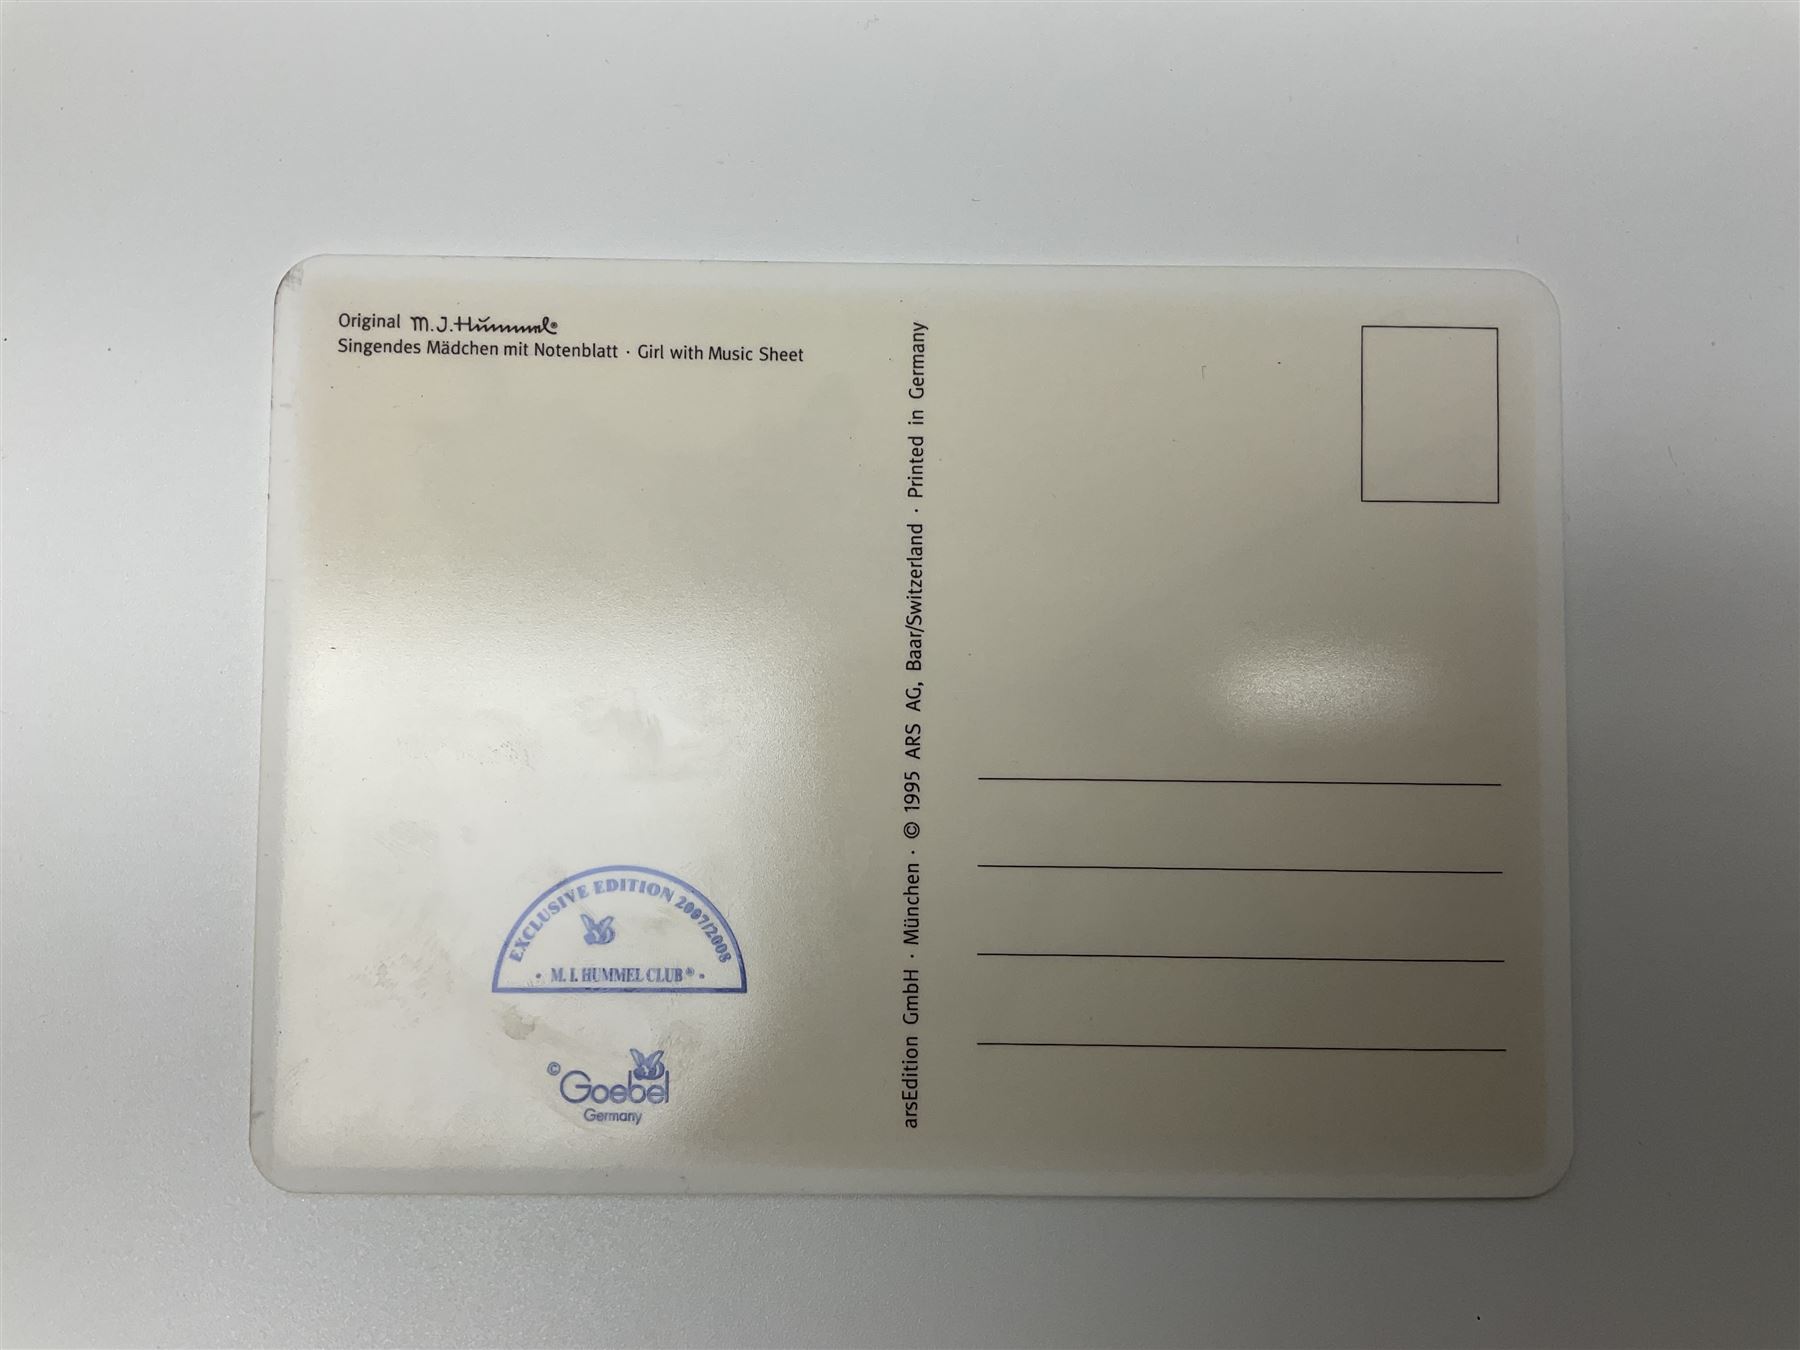 Original M.J.Hummel®
Singendes Mädchen mit Notenblatt · Girl with Music Sheet
arsEdition GmbH · München · © 1995 ARS AG, Baar/Switzerland · Printed in Germany
EXCLUSIVE EDITION 2007/2008
· M. I. HUMMEL CLUB® ·
© Goebel
Germany